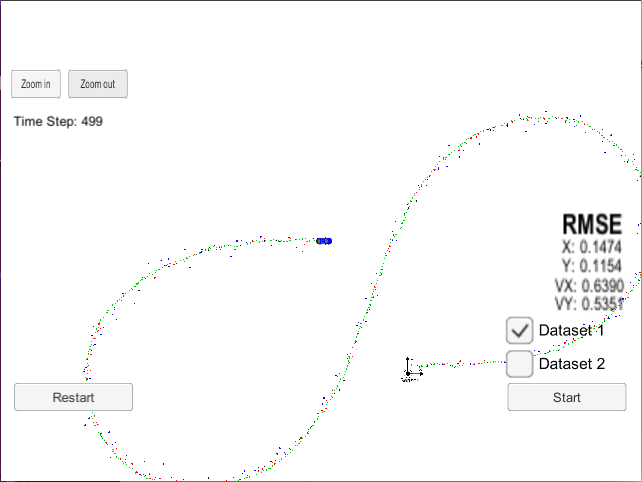 Zoom in
Zoom out
Time Step: 499
RMSE
X: 0.1474
Y: 0.1154
VX: 0.6390
VY: 0.5351
Dataset 1
Dataset 2
Sensor
Restart
Start